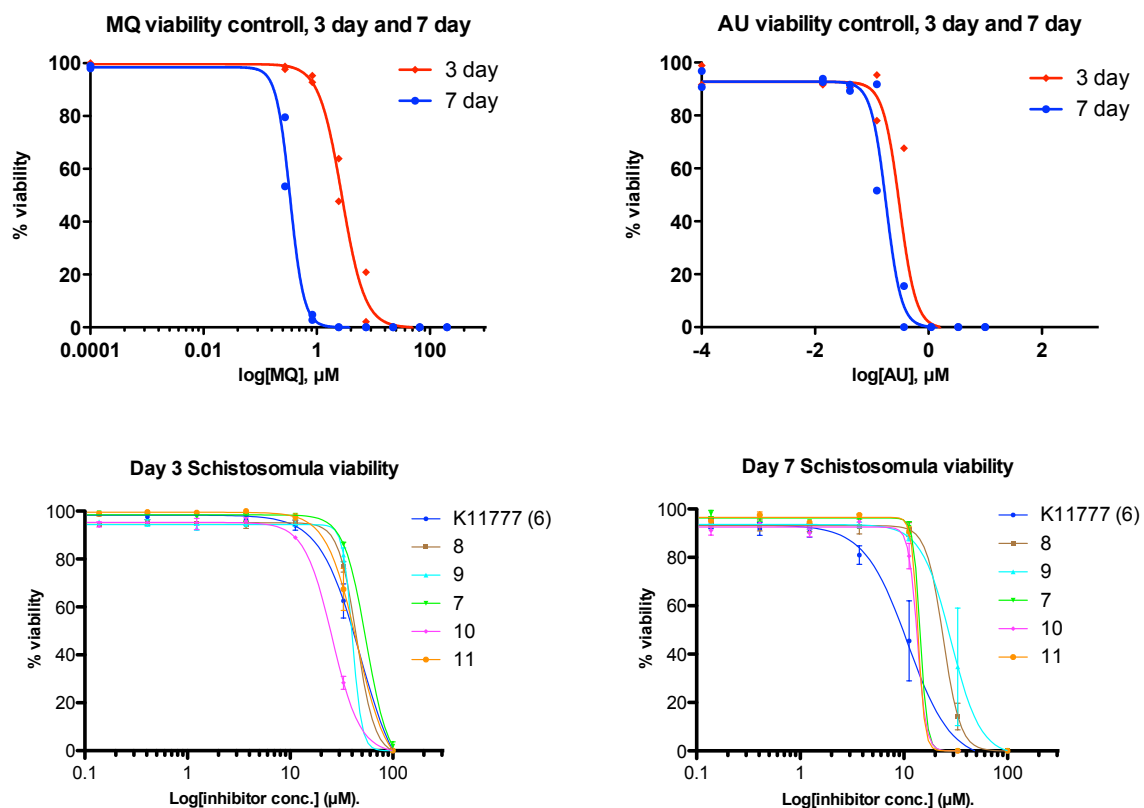 MQ viability controll, 3 day and 7 day
100
80
60
40
20
0
% viability
0.0001
0.01
1
100
log[MQ], µM
3 day
7 day
AU viability controll, 3 day and 7 day
100
80
60
40
20
0
% viability
-4
-2
0
2
log[AU], µM
3 day
7 day
Day 3 Schistosomula viability
100
80
60
40
20
0
% viability
0.1
1
10
100
Log[inhibitor conc.] (µM).
K11777 (6)
8
9
7
10
11
Day 7 Schistosomula viability
100
80
60
40
20
0
% viability
0.1
1
10
100
Log[inhibitor conc.] (µM).
K11777 (6)
8
9
7
10
11